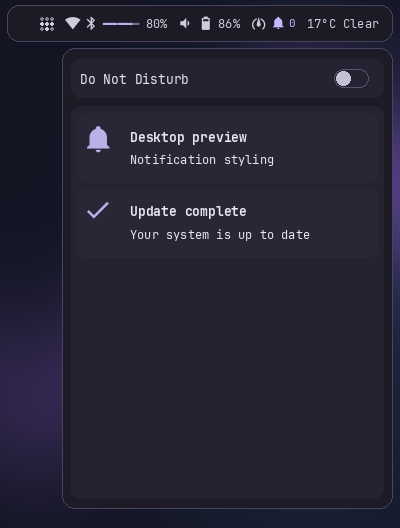 80% 86% 0 17°C Clear
Do Not Disturb
Desktop preview
Notification styling
Update complete
Your system is up to date